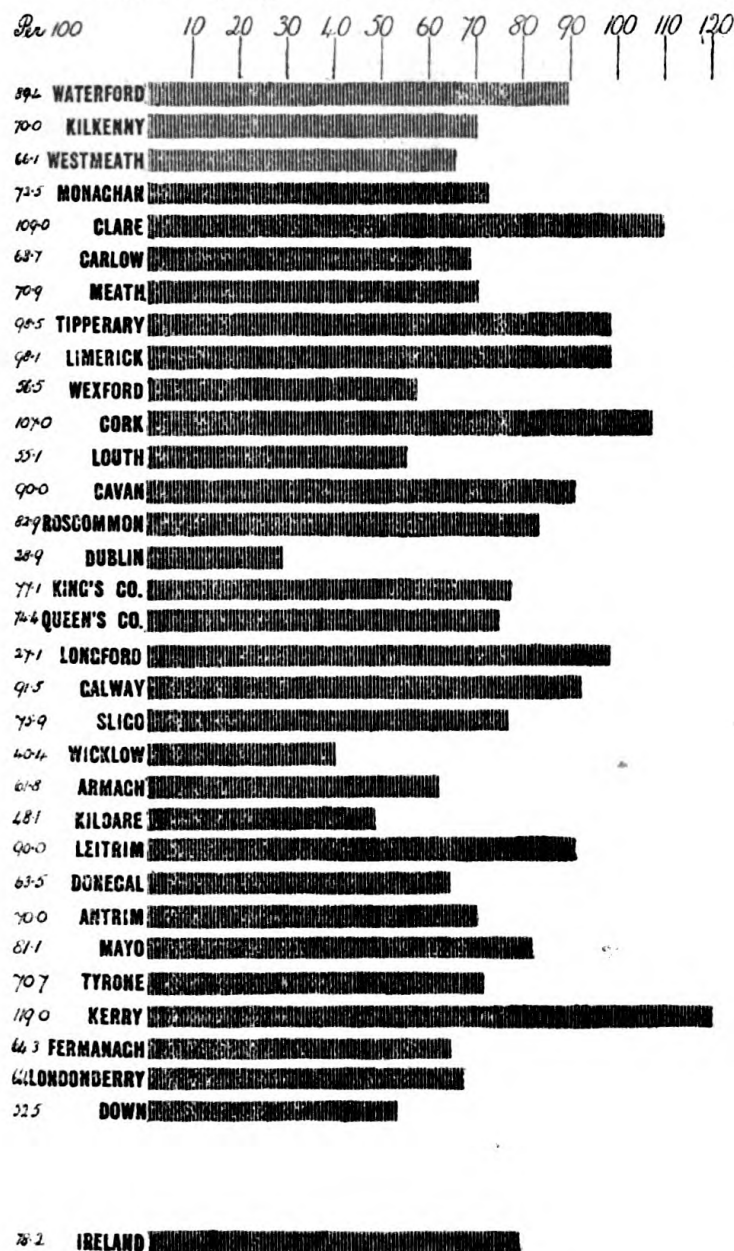 Per 100 10 20 30 40 50 60 70 80 90 100 110 120
WATERFORD
70.0 KILKENNY
66.1 WESTMEATH
72.5 MONAGHAN
109.0 CLARE
68.7 CARLOW
70.9 MEATH
98.5 TIPPERARY
98.1 LIMERICK
56.5 WEXFORD
107.0 CORK
55.1 LOUTH
90.0 CAVAN
82.9 ROSCOMMON
28.9 DUBLIN
77.1 KING'S CO.
74.4 QUEEN'S CO.
LONGFORD
91.5 GALWAY
75.9 SLIGO
40.4 WICKLOW
61.8 ARMAGH
48.1 KILDARE
90.0 LEITRIM
63.5 DONEGAL
70.0 ANTRIM
81.1 MAYO
70.7 TYRONE
119.0 KERRY
64.3 FERMANAGH
LONDONDERRY
52.5 DOWN
78.2 IRELAND